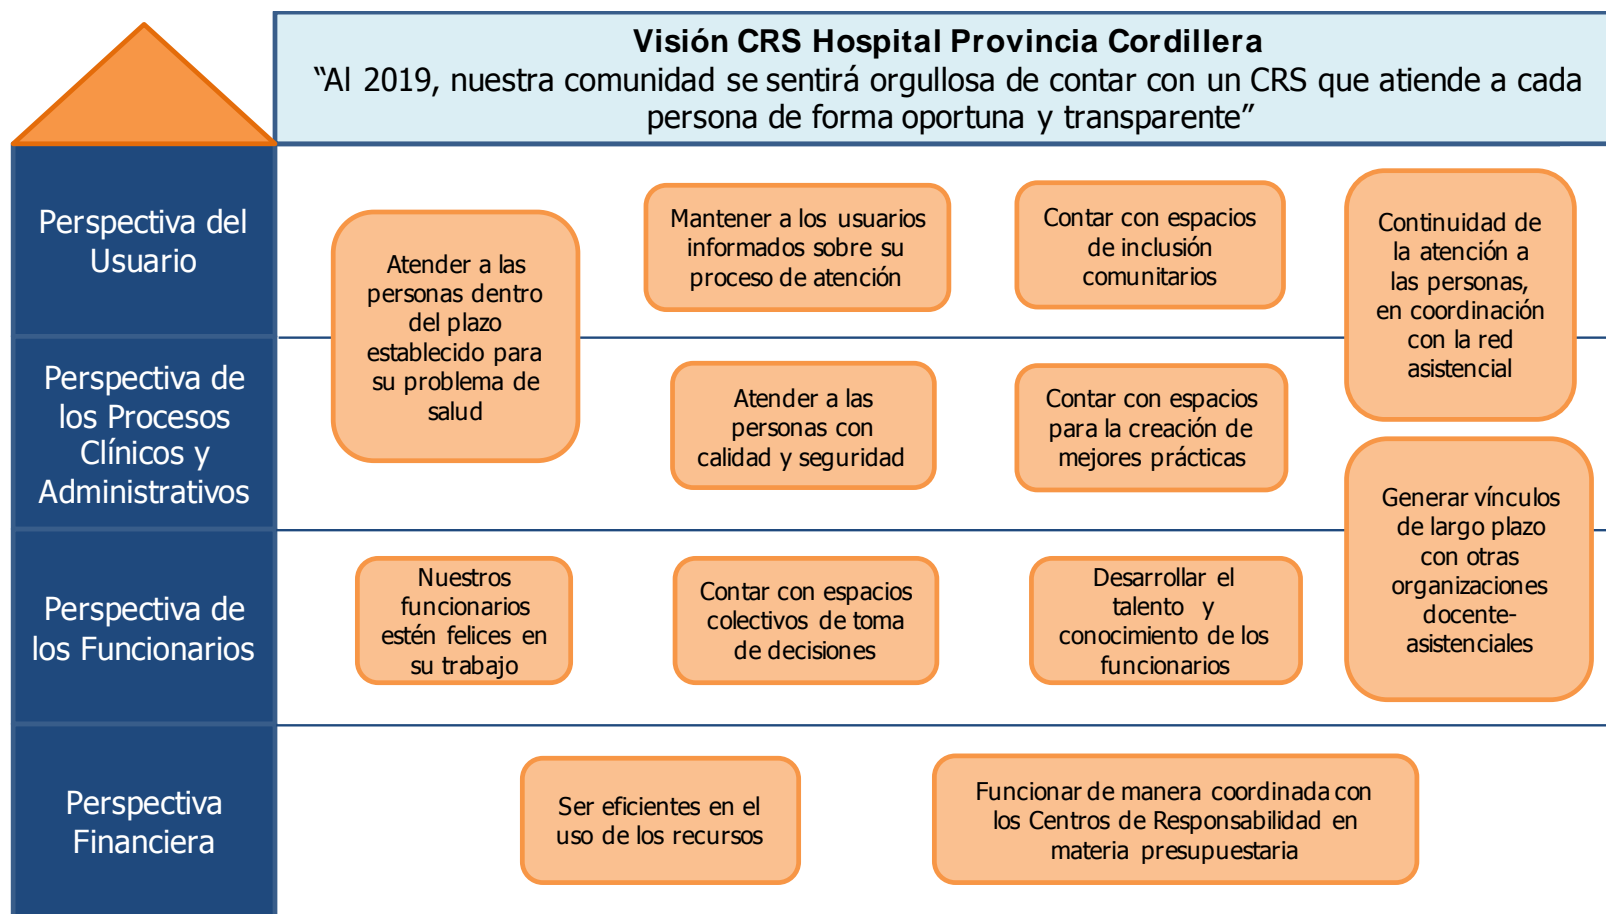 Visión CRS Hospital Provincia Cordillera
“Al 2019, nuestra comunidad se sentirá orgullosa de contar con un CRS que atiende a cada
persona de forma oportuna y transparente”
Perspectiva del
Usuario
Atender a las
personas dentro
del plazo
establecido para
su problema de
salud
Mantener a los usuarios
informados sobre su
proceso de atención
Contar con espacios
de inclusión
comunitarios
Continuidad de
la atención a
las personas,
en coordinación
con la red
asistencial
Perspectiva de
los Procesos
Clínicos y
Administrativos
Atender a las
personas con
calidad y seguridad
Contar con espacios
para la creación de
mejores prácticas
Generar vínculos
de largo plazo
con otras
organizaciones
docente-
asistenciales
Perspectiva de
los Funcionarios
Nuestros
funcionarios
estén felices en
su trabajo
Contar con espacios
colectivos de toma
de decisiones
Desarrollar el
talento y
conocimiento de los
funcionarios
Perspectiva
Financiera
Ser eficientes en el
uso de los recursos
Funcionar de manera coordinada con
los Centros de Responsabilidad en
materia presupuestaria